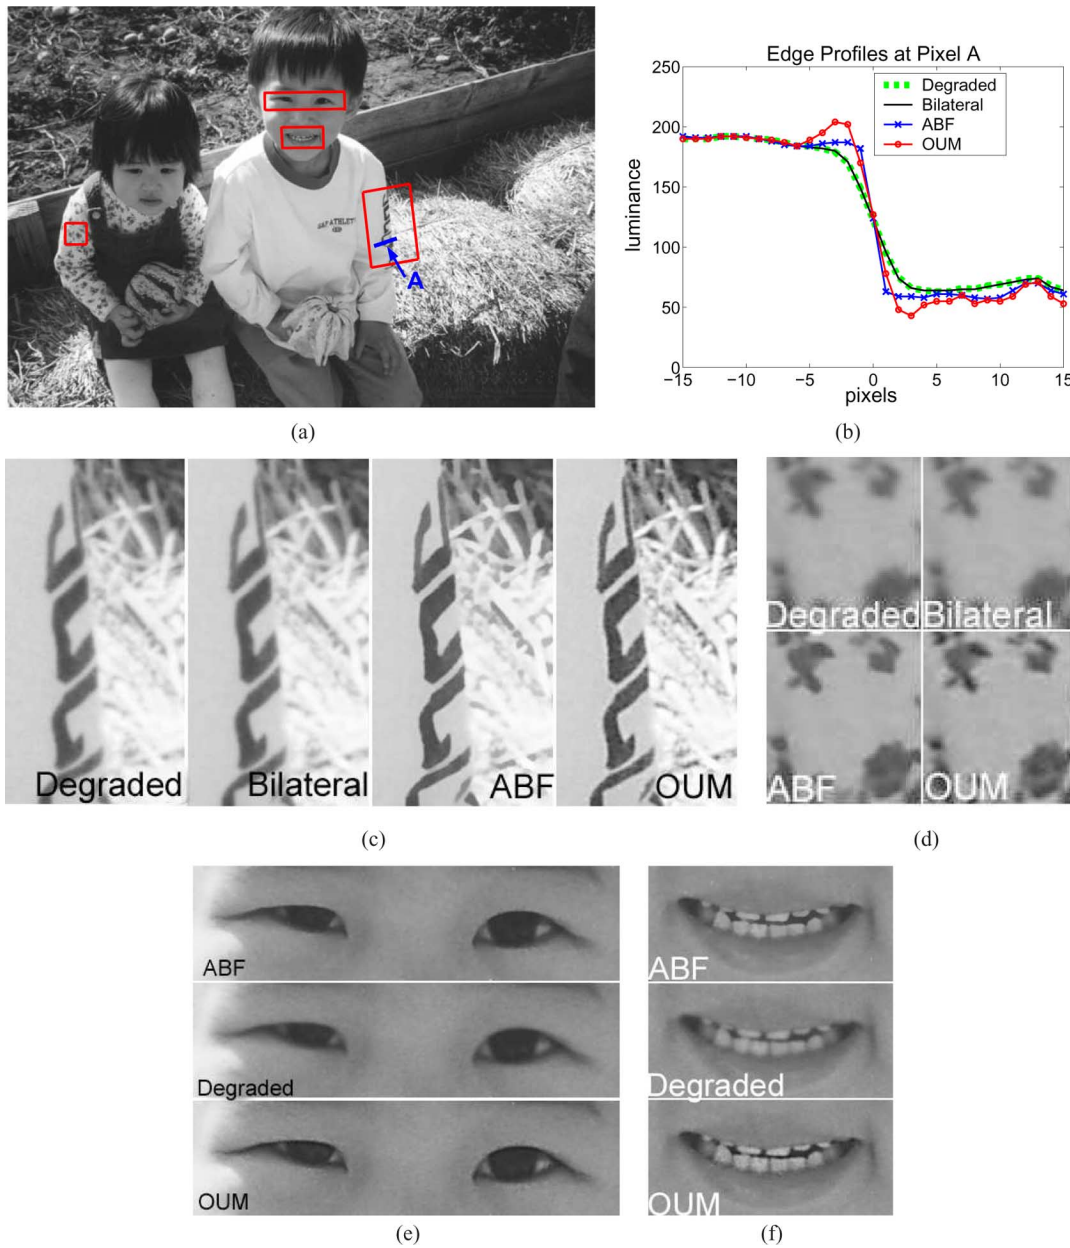 A
(a)
Edge Profiles at Pixel A
250
200
150
100
50
0
luminance
Degraded
Bilateral
ABF
OUM
−15 −10 −5 0 5 10 15
pixels
(b)
Degraded
Bilateral
ABF
OUM
(c)
Degraded
Bilateral
ABF
OUM
(d)
ABF
Degraded
OUM
(e)
ABF
Degraded
OUM
(f)